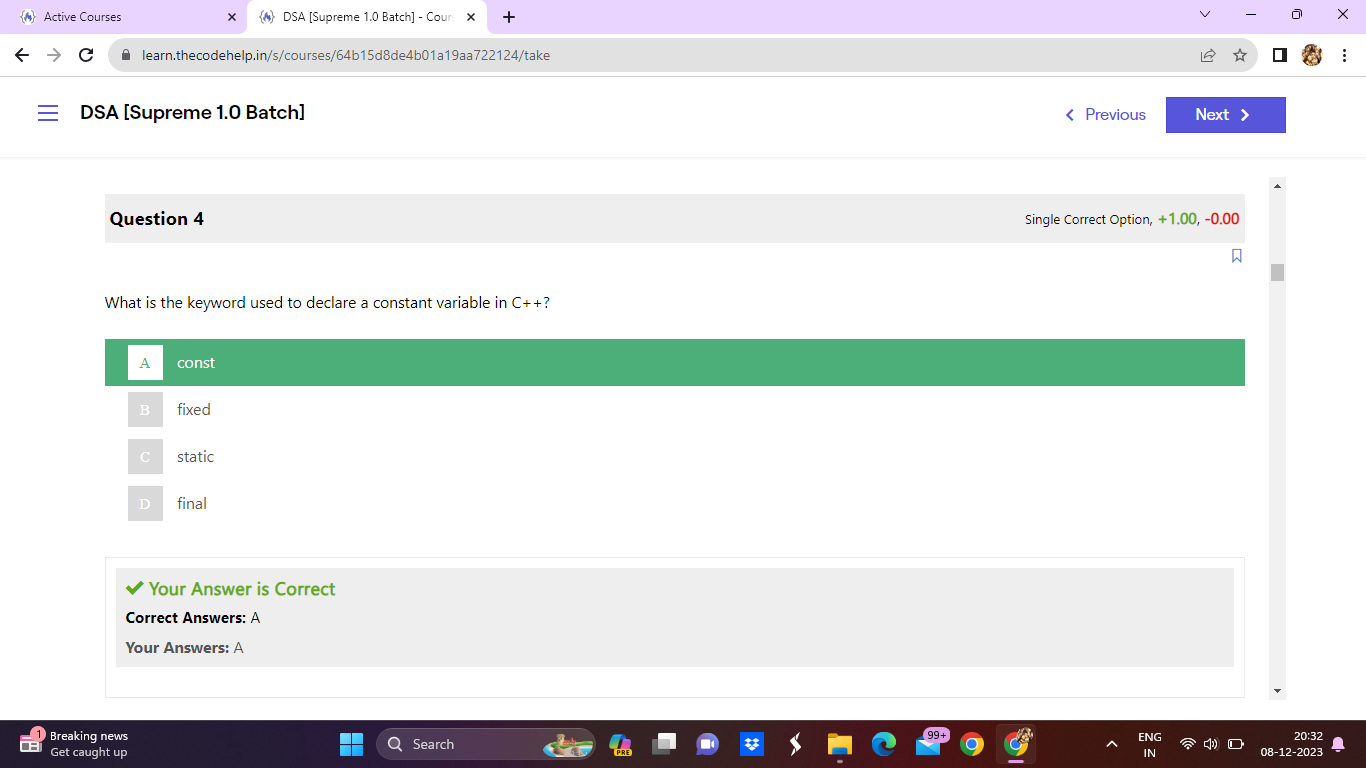 Active Courses
DSA [Supreme 1.0 Batch] - Cour
learn.thecodehelp.in/s/courses/64b15d8de4b01a19aa722124/take
DSA [Supreme 1.0 Batch]
Previous
Next
Question 4
Single Correct Option, +1.00, -0.00
What is the keyword used to declare a constant variable in C++?
A const
B fixed
C static
D final
Your Answer is Correct
Correct Answers: A
Your Answers: A
1
Breaking news
Get caught up
Search
PRE
99+
ENG
IN
20:32
08-12-2023